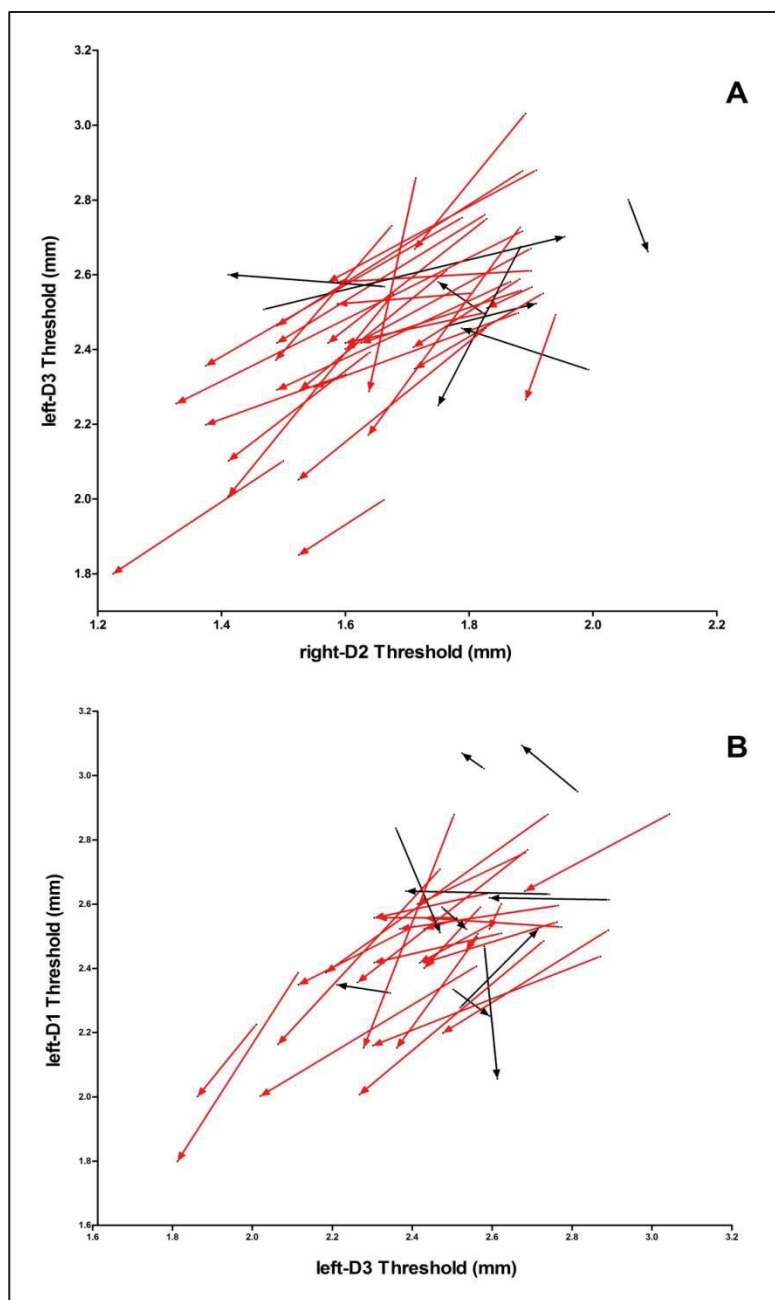 A
3.2
3.0
2.8
2.6
2.4
2.2
2.0
1.8
left-D3 Threshold (mm)
1.2 1.4 1.6 1.8 2.0 2.2
right-D2 Threshold (mm)
B
3.2
3.0
2.8
2.6
2.4
2.2
2.0
1.8
1.6
left-D1 Threshold (mm)
1.6 1.8 2.0 2.2 2.4 2.6 2.8 3.0 3.2
left-D3 Threshold (mm)